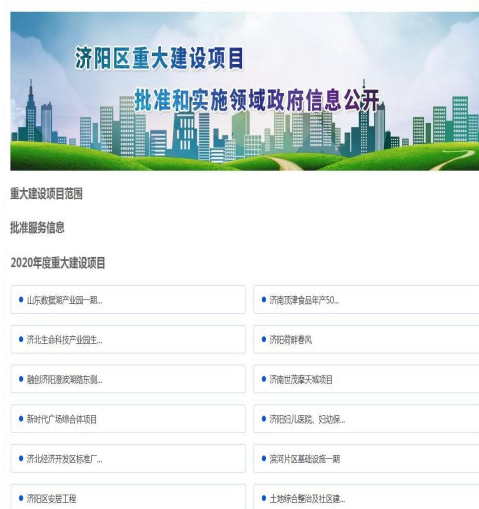 济阳区重大建设项目
批准和实施领域政府信息公开
重大建设项目范围
批准服务信息
2020年度重大建设项目
山东数据湖产业园一期...
济南顶津食品年产50...
济北生命科技产业园生...
济阳荷畔春风
融创济阳澄波湖路东侧...
济南世茂摩天城项目
新时代广场综合体项目
济阳妇儿医院、妇幼保...
济北经济开发区标准厂...
滨河片区基础设施一期
济阳区安居工程
土地综合整治及社区建...